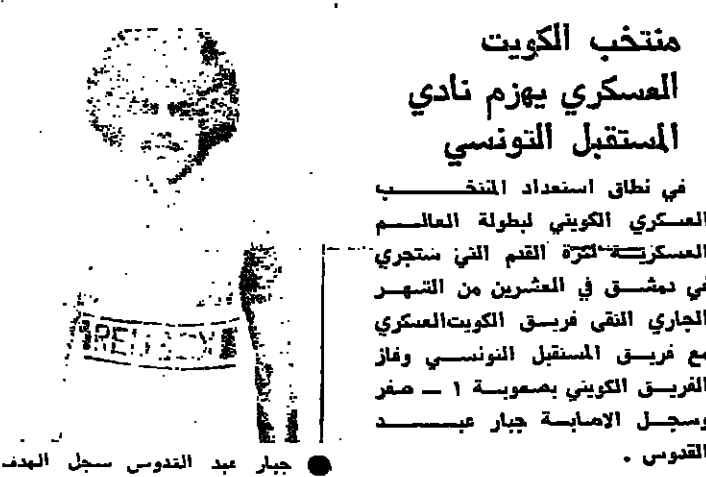 منتخب الكويت
العسكري يهزم نادي
المستقبل التونسي
في نطاق استعداد المنتخب
العسكري الكويتي لبطولة العالم
العسكرية لكرة القدم التي ستجري
في دمشق في العشرين من الشهر
الجاري التقى فريق الكويت العسكري
مع فريق المستقبل التونسي وفاز
الفريق الكويتي بصعوبة ١ — صفر
وسجل الاصابة جبار عبد
القدوس .
● جبار عبد القدوس سجل الهدف